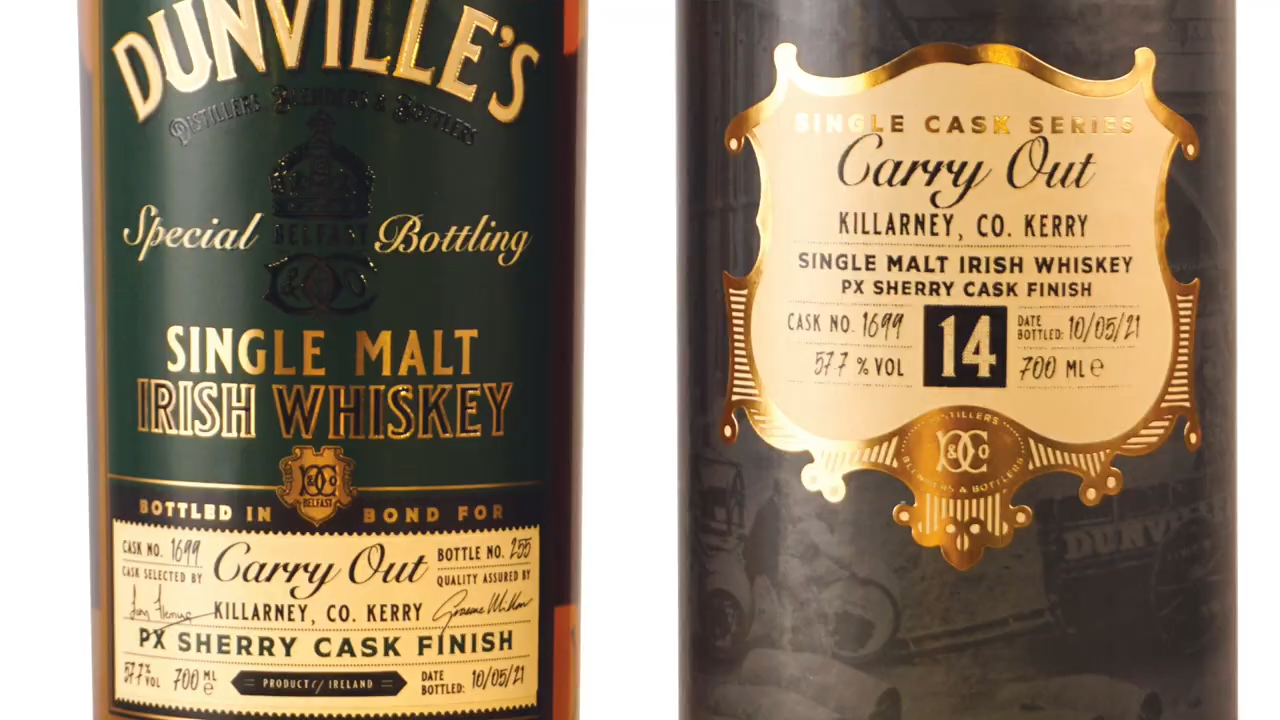 DUNVILLE'S
DISTILLERS BLENDERS & BOTTLERS
Special BELFAST Bottling
SINGLE MALT
IRISH WHISKEY
D&CO
BELFAST
BOTTLED IN BOND FOR
CASK NO. 1699
CASK SELECTED BY
Carry Out
BOTTLE NO. 255
QUALITY ASSURED BY
KILLARNEY, CO. KERRY
PX SHERRY CASK FINISH
57.7% VOL
700 ML e
PRODUCT of IRELAND
DATE BOTTLED: 10/05/21
SINGLE CASK SERIES
Carry Out
KILLARNEY, CO. KERRY
SINGLE MALT IRISH WHISKEY
PX SHERRY CASK FINISH
CASK NO. 1699
57.7 % VOL
14
DATE BOTTLED: 10/05/21
700 ML e
DISTILLERS
D&CO
BLENDERS & BOTTLERS